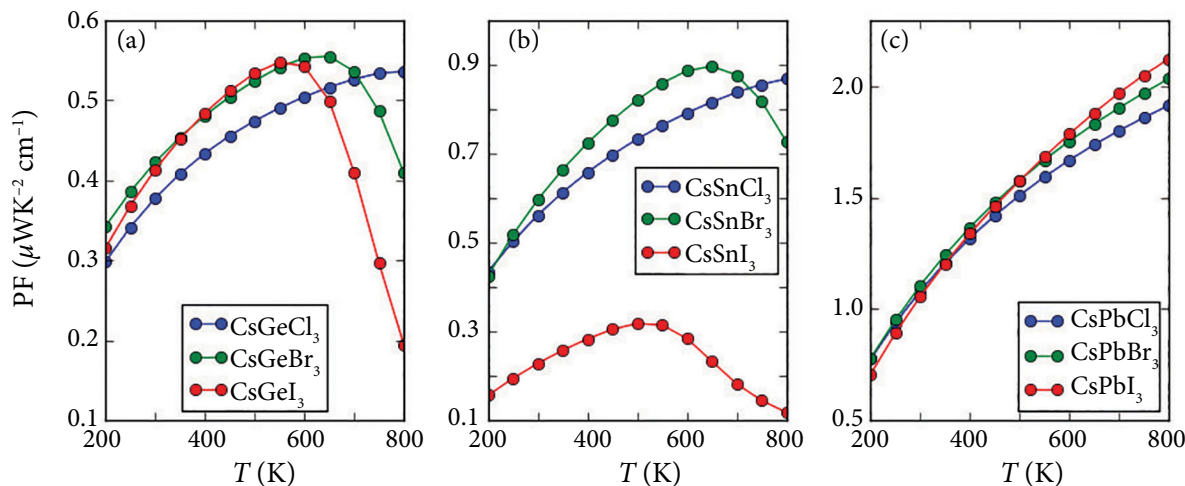 (a)
0.6
0.5
0.4
0.3
0.2
0.1
PF (μWK⁻² cm⁻¹)
CsGeCl₃
CsGeBr₃
CsGeI₃
200 400 600 800
T (K)
(b)
0.9
0.7
0.5
0.3
0.1
CsSnCl₃
CsSnBr₃
CsSnI₃
200 400 600 800
T (K)
(c)
2.0
1.5
1.0
0.5
CsPbCl₃
CsPbBr₃
CsPbI₃
200 400 600 800
T (K)